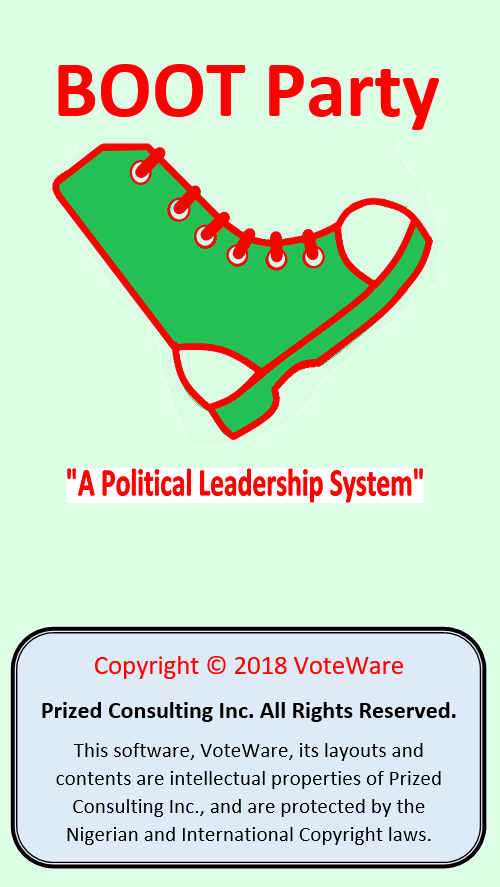 BOOT Party
"A Political Leadership System"
Copyright © 2018 VoteWare
Prized Consulting Inc. All Rights Reserved.
This software, VoteWare, its layouts and
contents are intellectual properties of Prized
Consulting Inc., and are protected by the
Nigerian and International Copyright laws.